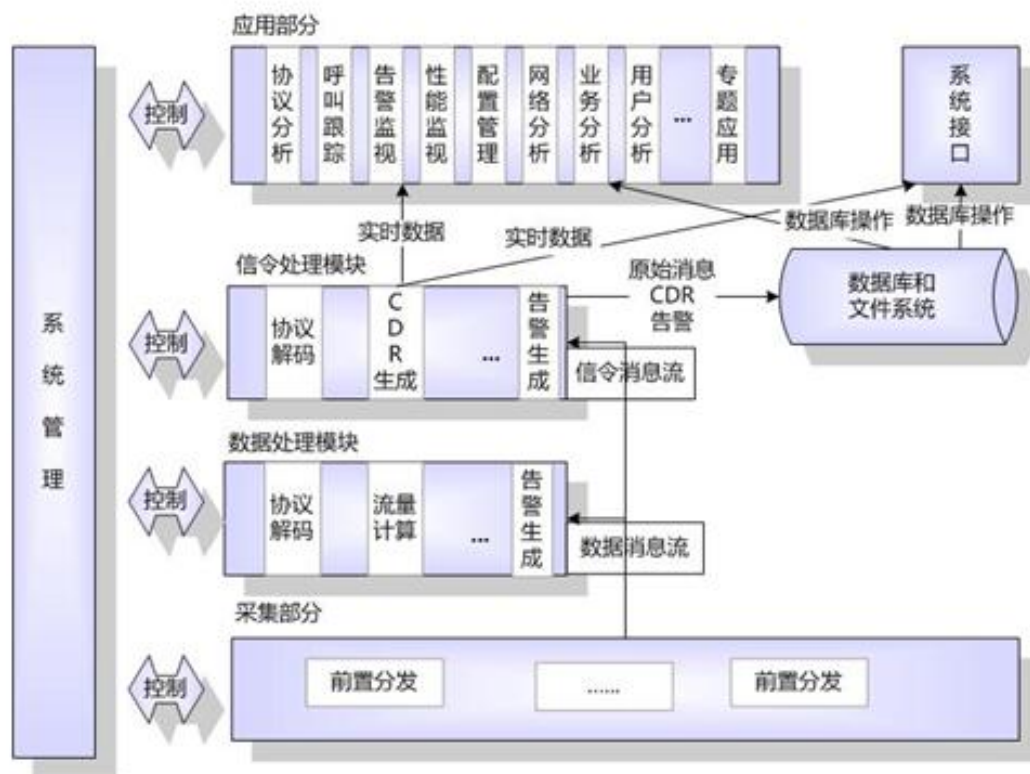 应用部分
系统管理
控制
协议分析
呼叫跟踪
告警监视
性能监视
配置管理
网络分析
业务分析
用户分析
...
专题应用
系统接口
实时数据
实时数据
数据库操作
数据库操作
信令处理模块
控制
协议解码
CDR生成
...
告警生成
原始消息
CDR
告警
数据库和
文件系统
信令消息流
数据处理模块
控制
协议
解码
流量
计算
...
告警生成
数据消息流
采集部分
控制
前置分发
......
前置分发